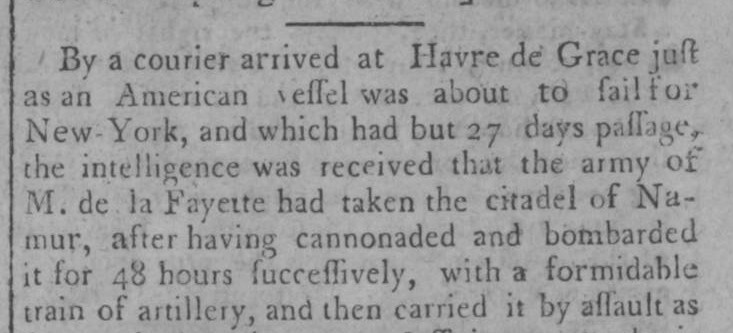 By a courier arrived at Havre de Grace juſt
as an American veſſel was about to ſail for
New-York, and which had but 27 days paſſage,
the intelligence was received that the army of
M. de la Fayette had taken the citadel of Na-
mur, after having cannonaded and bombarded
it for 48 hours ſucceſſively, with a formidable
train of artillery, and then carried it by aſſault as